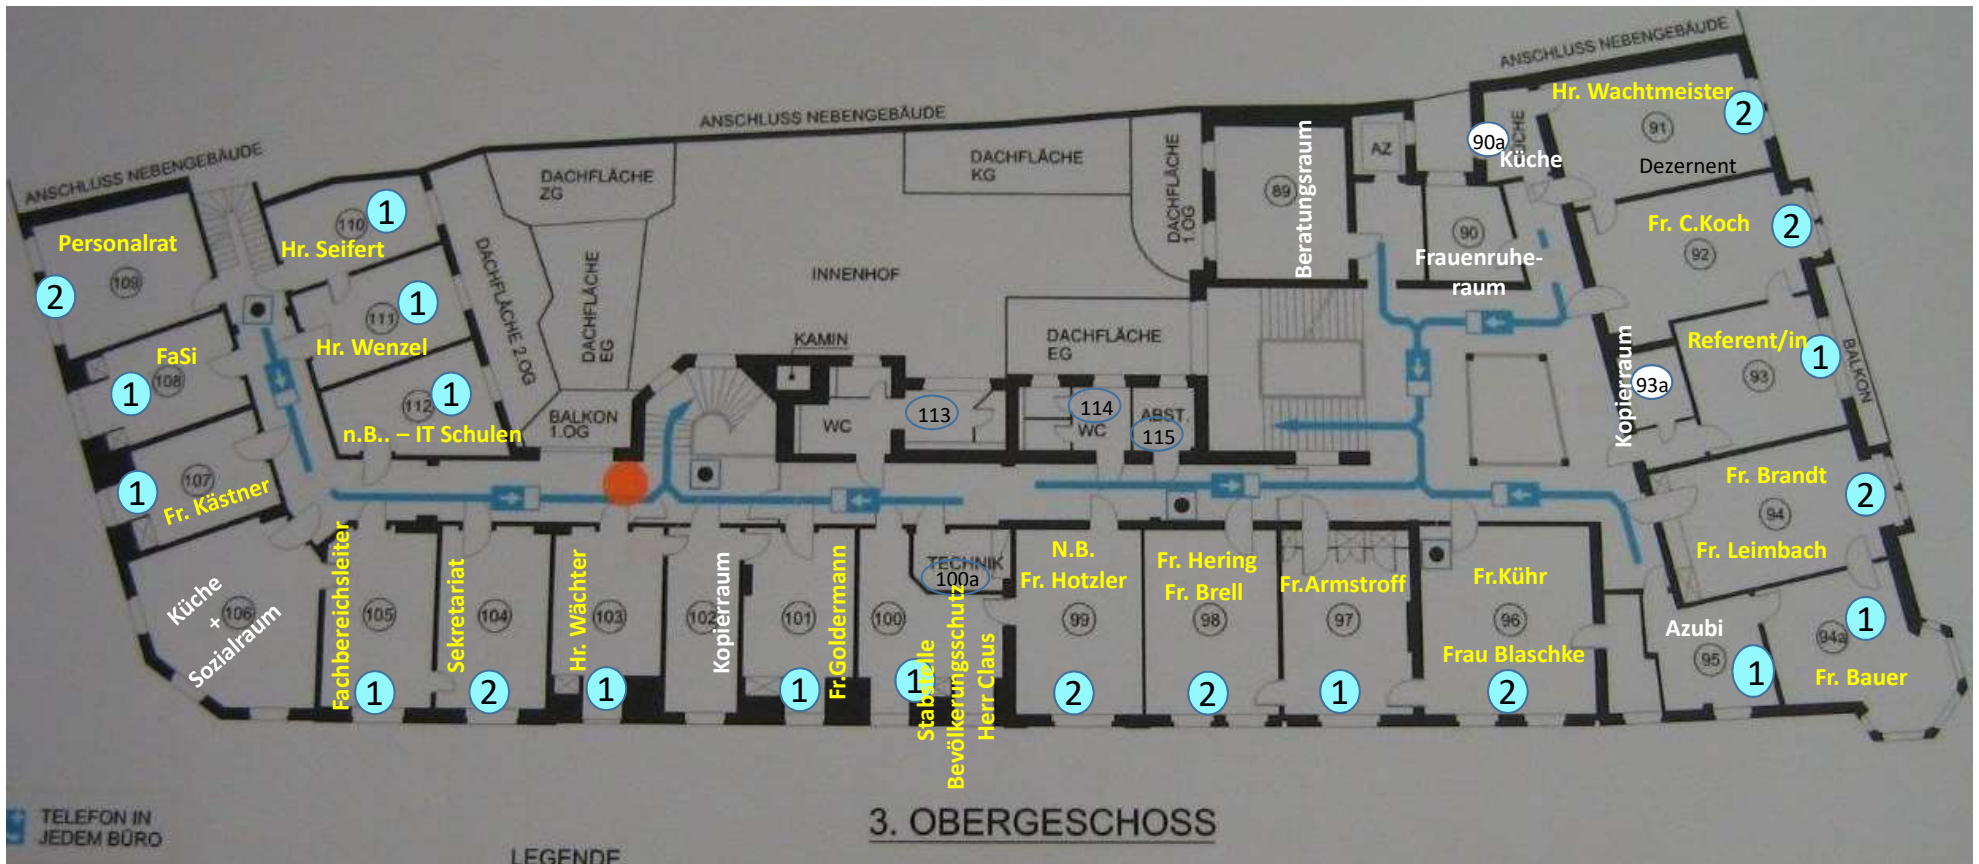 ANSCHLUSS NEBENGEBÄUDE
ANSCHLUSS NEBENGEBÄUDE
ANSCHLUSS NEBENGEBÄUDE
Personalrat
109
2
110
1
Hr. Seifert
111
1
Hr. Wenzel
112
1
n.B.. – IT Schulen
FaSi
1
108
107
1
Fr. Kästner
Küche
+
Sozialraum
106
DACHFLÄCHE
ZG
DACHFLÄCHE 2.OG
DACHFLÄCHE
EG
BALKON
1.OG
INNENHOF
KAMIN
DACHFLÄCHE
KG
DACHFLÄCHE
1.OG
DACHFLÄCHE
EG
WC
113
114
WC
ABST.
115
89
Beratungsraum
AZ
90
Frauenruhe-
raum
90a
KÜCHE
Küche
Hr. Wachtmeister
2
91
Dezernent
Fr. C.Koch
2
92
Referent/in
1
93
BALKON
Kopierraum
93a
Fr. Brandt
2
94
Fr. Leimbach
1
94a
Fr. Bauer
Azubi
95
1
Fachbereichsleiter
105
1
Sekretariat
104
2
Hr. Wächter
103
1
102
Kopierraum
101
1
Fr.Goldermann
100
1
TECHNIK
100a
Stabstelle
Bevölkerungsschutz
Herr Claus
N.B.
Fr. Hotzler
99
2
Fr. Hering
Fr. Brell
98
2
Fr.Armstroff
97
1
Fr.Kühr
96
Frau Blaschke
2
3. OBERGESCHOSS
TELEFON IN
JEDEM BÜRO
LEGENDE